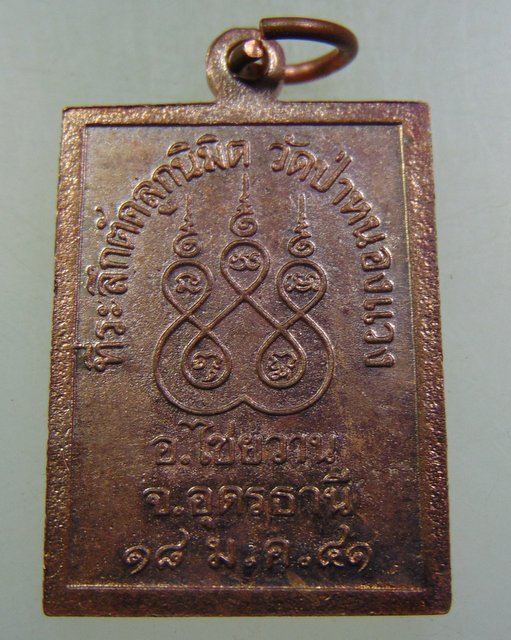 ที่ระลึกตัดลูกนิมิต วัดป่าหนองแวง
อ.ไชยวาน
จ.อุดรธานี
๑๘ ม.ค.๔๑